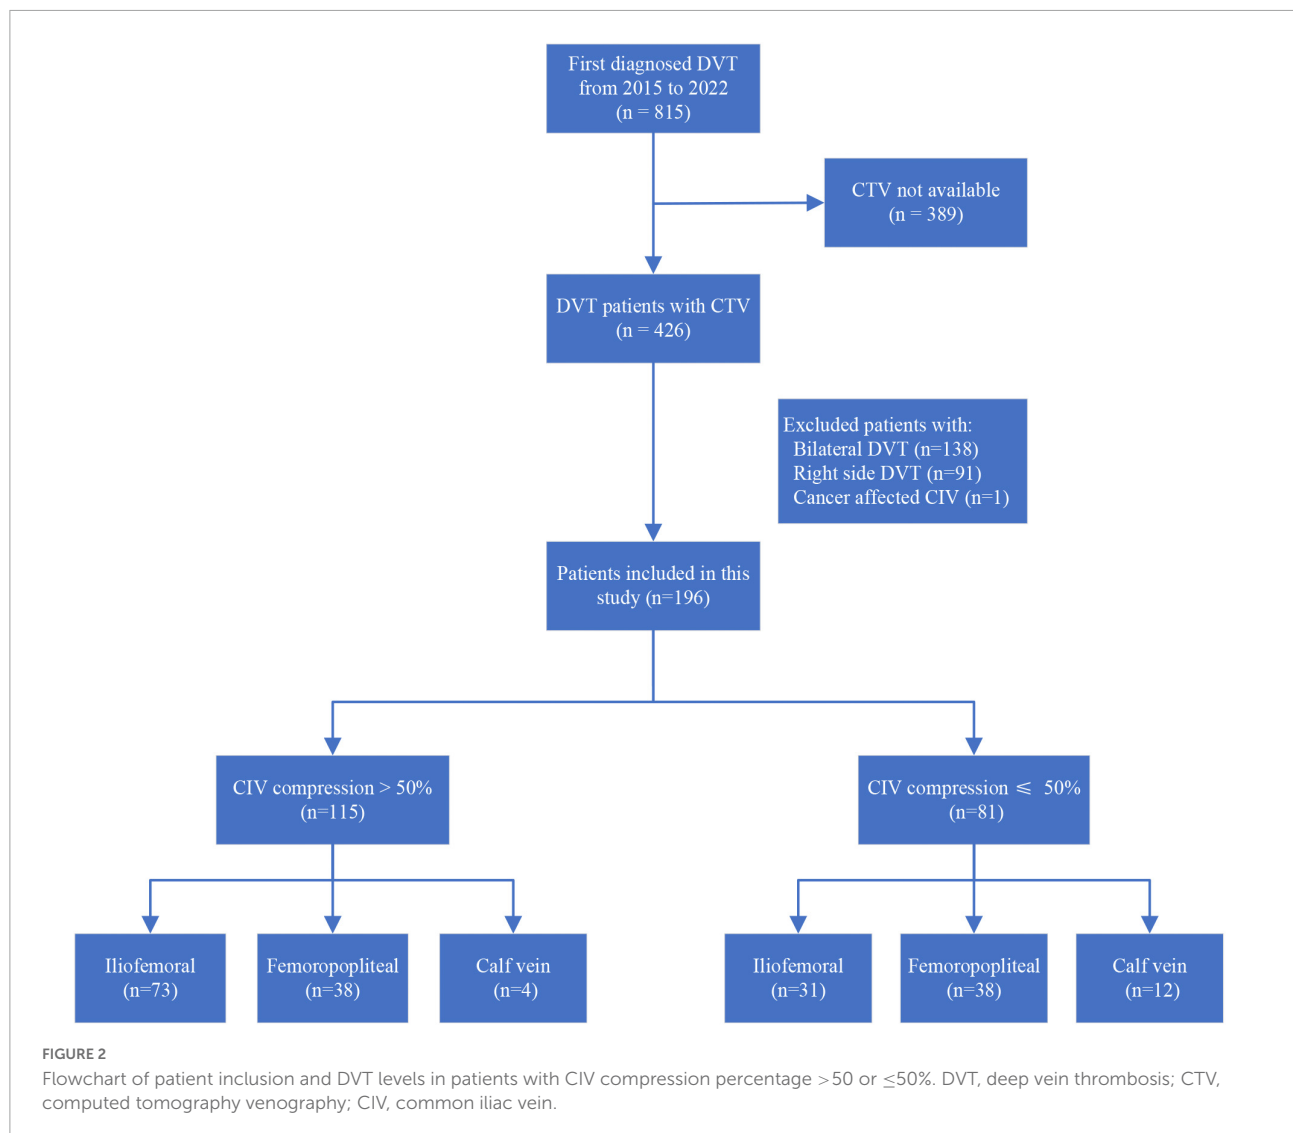 First diagnosed DVT
from 2015 to 2022
(n = 815)
CTV not available
(n = 389)
DVT patients with CTV
(n = 426)
Excluded patients with:
Bilateral DVT (n=138)
Right side DVT (n=91)
Cancer affected CIV (n=1)
Patients included in this
study (n=196)
CIV compression > 50%
(n=115)
CIV compression ⩽ 50%
(n=81)
Iliofemoral
(n=73)
Femoropopliteal
(n=38)
Calf vein
(n=4)
Iliofemoral
(n=31)
Femoropopliteal
(n=38)
Calf vein
(n=12)
FIGURE 2
Flowchart of patient inclusion and DVT levels in patients with CIV compression percentage >50 or ≤50%. DVT, deep vein thrombosis; CTV,
computed tomography venography; CIV, common iliac vein.